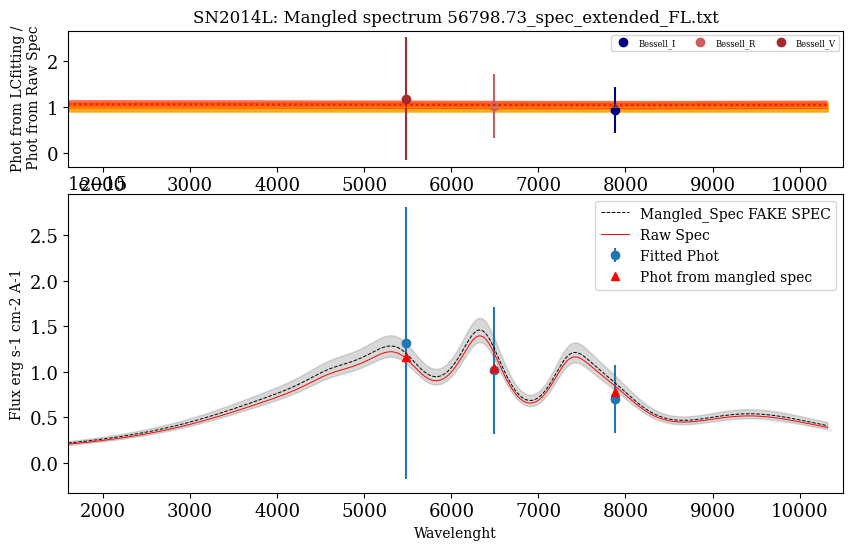 SN2014L: Mangled spectrum 56798.73_spec_extended_FL.txt
Phot from LCfitting /
Phot from Raw Spec
2
1
0
Bessell_I
Bessell_R
Bessell_V
2000
3000
4000
5000
6000
7000
8000
9000
10000
Flux erg s-1 cm-2 A-1
2.5
2.0
1.5
1.0
0.5
0.0
Mangled_Spec FAKE SPEC
Raw Spec
Fitted Phot
Phot from mangled spec
2000
3000
4000
5000
6000
7000
8000
9000
10000
Wavelenght